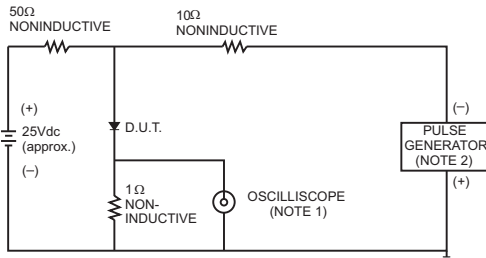 50Ω
NONINDUCTIVE
10Ω
NONINDUCTIVE
(+)
25Vdc
(approx.)
(–)
D.U.T.
1Ω
NON-
INDUCTIVE
OSCILLISCOPE
(NOTE 1)
(–)
PULSE
GENERATOR
(NOTE 2)
(+)